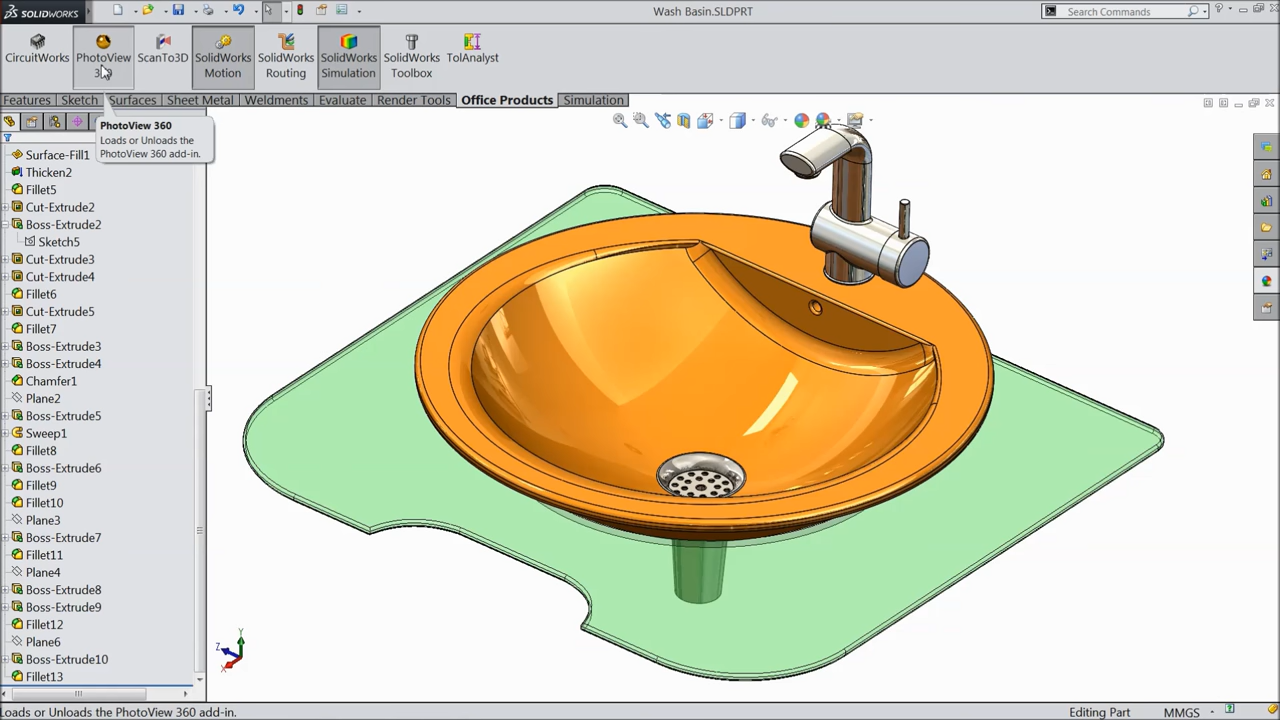 SOLIDWORKS
Wash Basin.SLDPRT
Search Commands
CircuitWorks
PhotoView
ScanTo3D
SolidWorks
Motion
SolidWorks
Routing
SolidWorks
Simulation
SolidWorks
Toolbox
TolAnalyst
Features
Sketch
Surfaces
Sheet Metal
Weldments
Evaluate
Render Tools
Office Products
Simulation
PhotoView 360
Loads or Unloads the
PhotoView 360 add-in.
Surface-Fill1
Thicken2
Fillet5
Cut-Extrude2
Boss-Extrude2
Sketch5
Cut-Extrude3
Cut-Extrude4
Fillet6
Cut-Extrude5
Fillet7
Boss-Extrude3
Boss-Extrude4
Chamfer1
Plane2
Boss-Extrude5
Sweep1
Fillet8
Boss-Extrude6
Fillet9
Fillet10
Plane3
Boss-Extrude7
Fillet11
Plane4
Boss-Extrude8
Boss-Extrude9
Fillet12
Plane6
Boss-Extrude10
Fillet13
Y
Z
X
Loads or Unloads the PhotoView 360 add-in.
Editing Part
MMGS